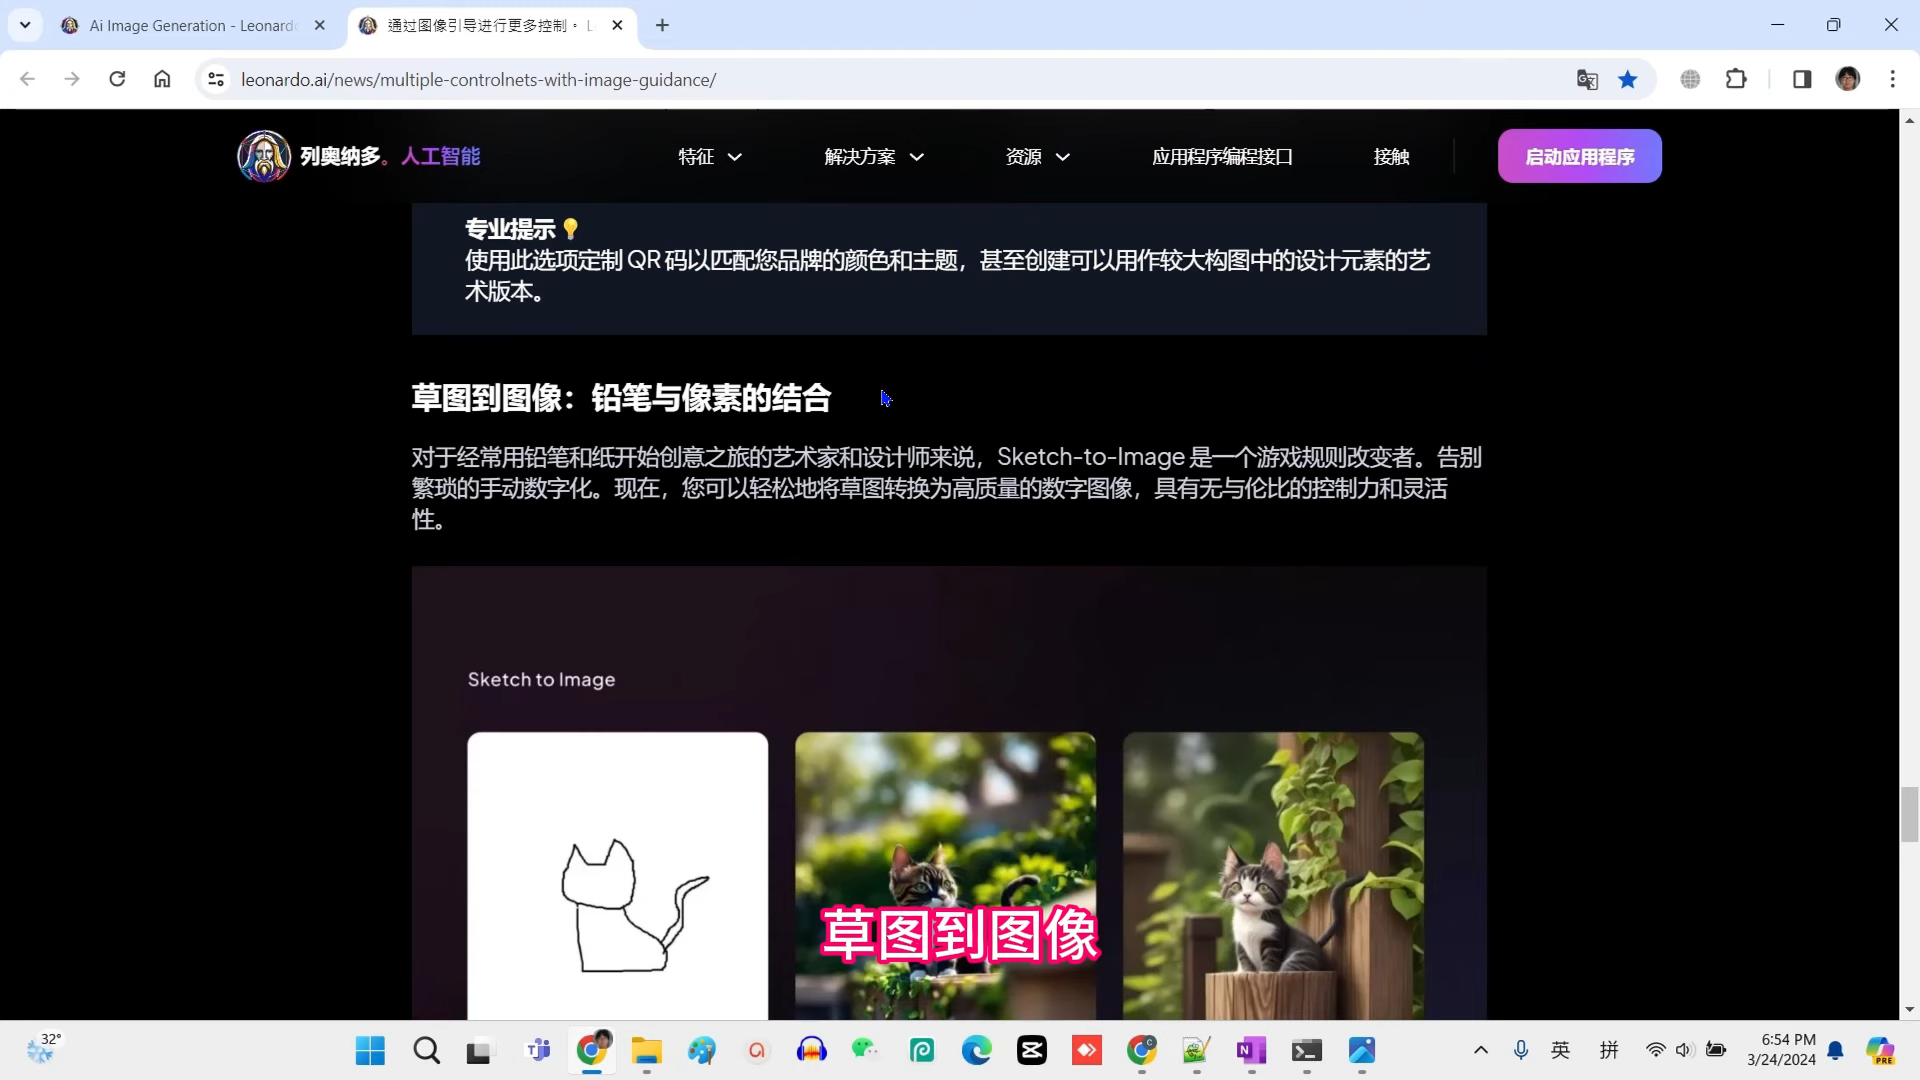 Ai Image Generation - Leonardo
通过图像引导进行更多控制。 L
leonardo.ai/news/multiple-controlnets-with-image-guidance/
列奥纳多。人工智能
特征
解决方案
资源
应用程序编程接口
接触
启动应用程序
专业提示💡
使用此选项定制 QR 码以匹配您品牌的颜色和主题，甚至创建可以用作较大构图中的设计元素的艺
术版本。
草图到图像：铅笔与像素的结合
对于经常用铅笔和纸开始创意之旅的艺术家和设计师来说，Sketch-to-Image 是一个游戏规则改变者。告别
繁琐的手动数字化。现在，您可以轻松地将草图转换为高质量的数字图像，具有无与伦比的控制力和灵活
性。
Sketch to Image
草图到图像
32°
英
拼
6:54 PM
3/24/2024
PRE